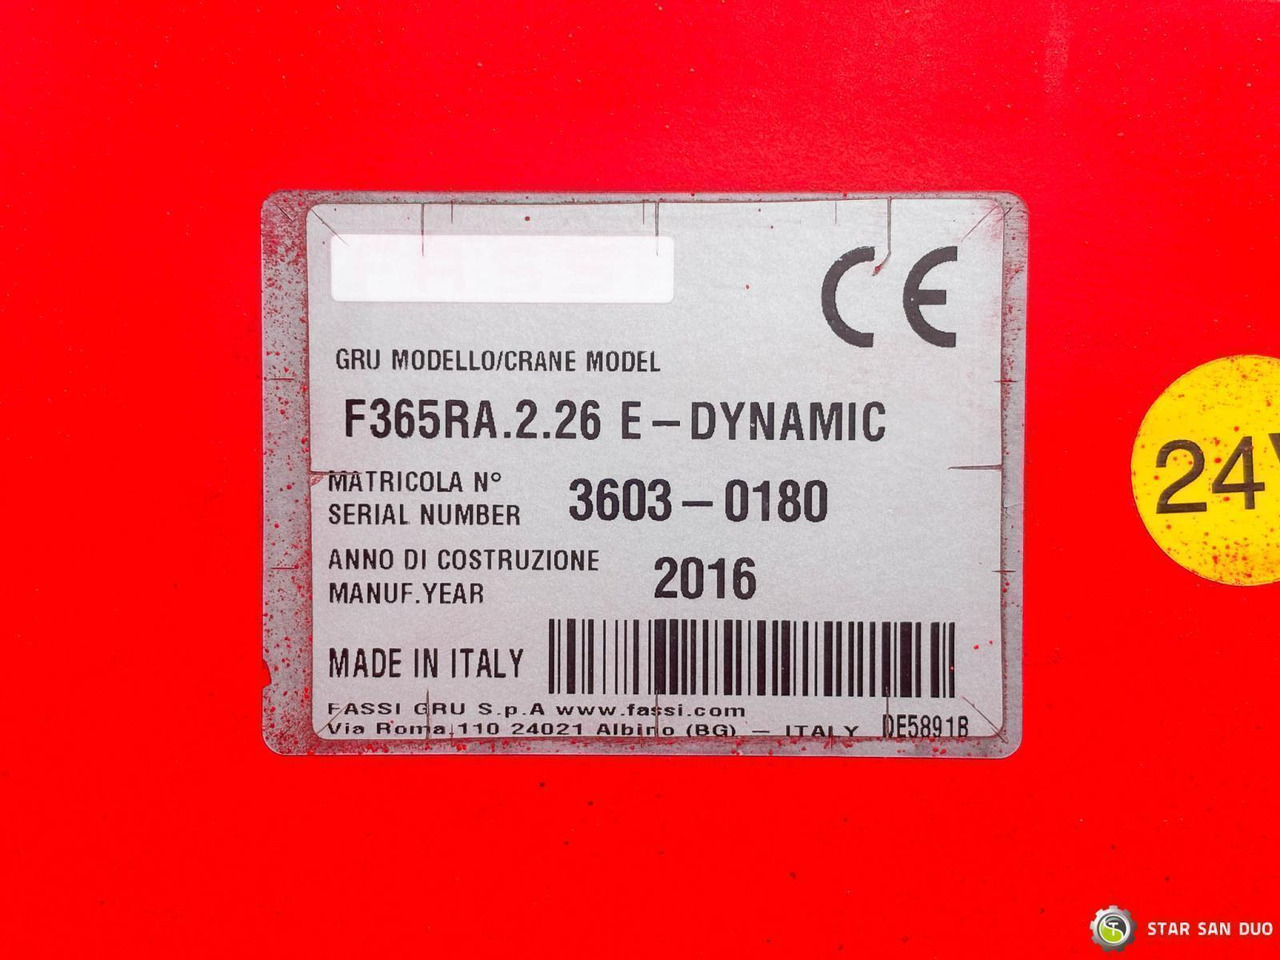 CE
GRU MODELLO/CRANE MODEL
F365RA.2.26 E-DYNAMIC
MATRICOLA N°
SERIAL NUMBER
3603-0180
ANNO DI COSTRUZIONE
MANUF.YEAR
2016
MADE IN ITALY
FASSI GRU S.p.A www.fassi.com
Via Roma,110 24021 Albino (BG) - ITALY
DE5891B
24V
STAR SAN DUO